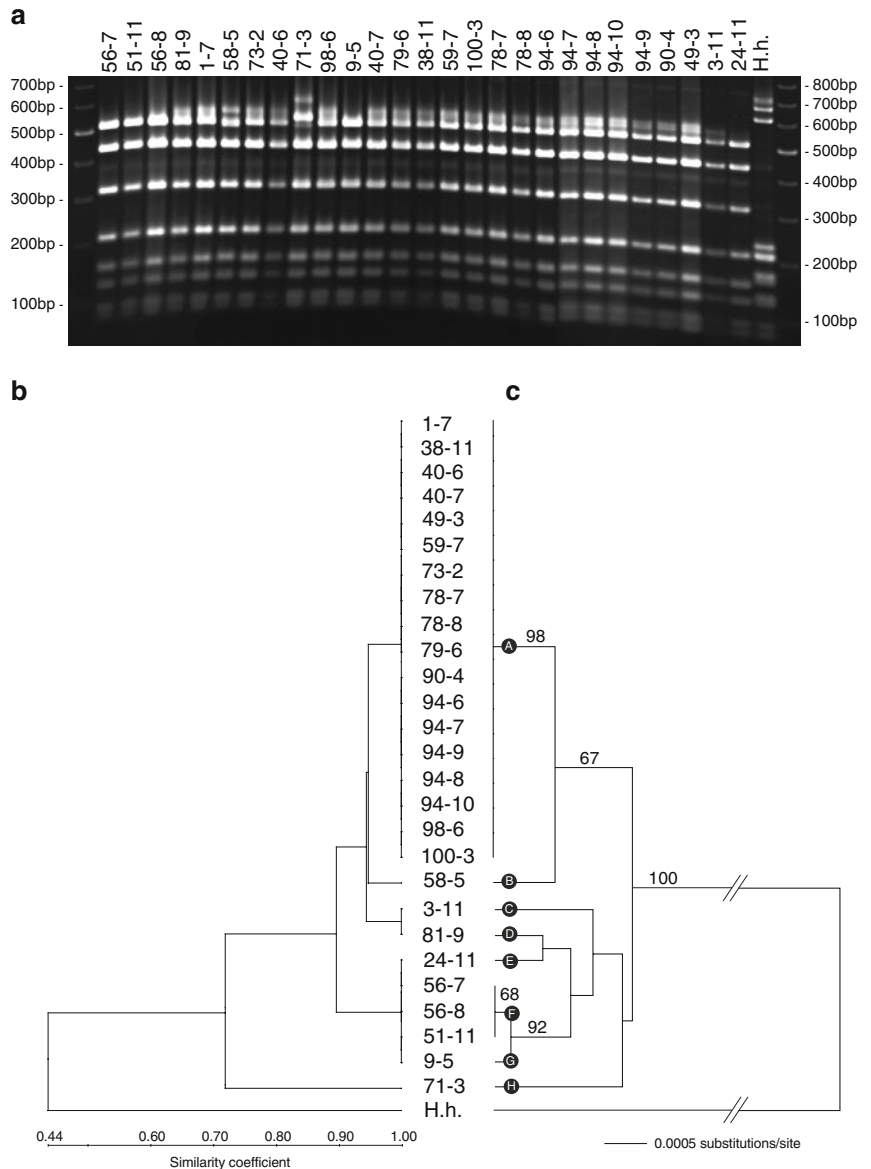 a
56-7 51-11 56-8 81-9 1-7 58-5 73-2 40-6 71-3 98-6 9-5 40-7 79-6 38-11 59-7 100-3 78-7 78-8 94-6 94-7 94-8 94-10 94-9 90-4 49-3 3-11 24-11 H.h.
700bp -
600bp -
500bp -
400bp -
300bp -
200bp -
100bp -
- 800bp
- 700bp
- 600bp
- 500bp
- 400bp
- 300bp
- 200bp
- 100bp
b
c
1-7
38-11
40-6
40-7
49-3
59-7
73-2
78-7
78-8
79-6
90-4
94-6
94-7
94-9
94-8
94-10
98-6
100-3
58-5
3-11
81-9
24-11
56-7
56-8
51-11
9-5
71-3
H.h.
A 98
67
100
B
C
D
E
68
F
92
G
H
0.44 0.60 0.70 0.80 0.90 1.00
Similarity coefficient
0.0005 substitutions/site